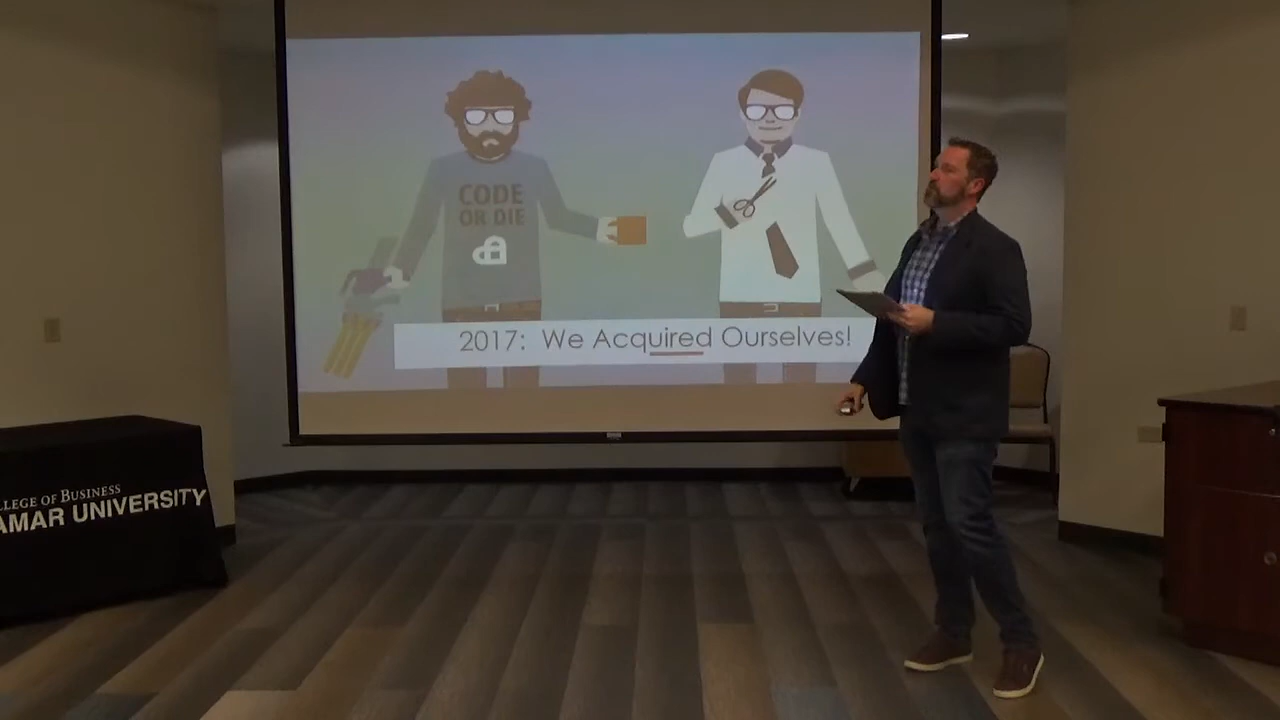 CODE
OR DIE
2017: We Acquired Ourselves!
LLEGE OF BUSINESS
AMAR UNIVERSITY